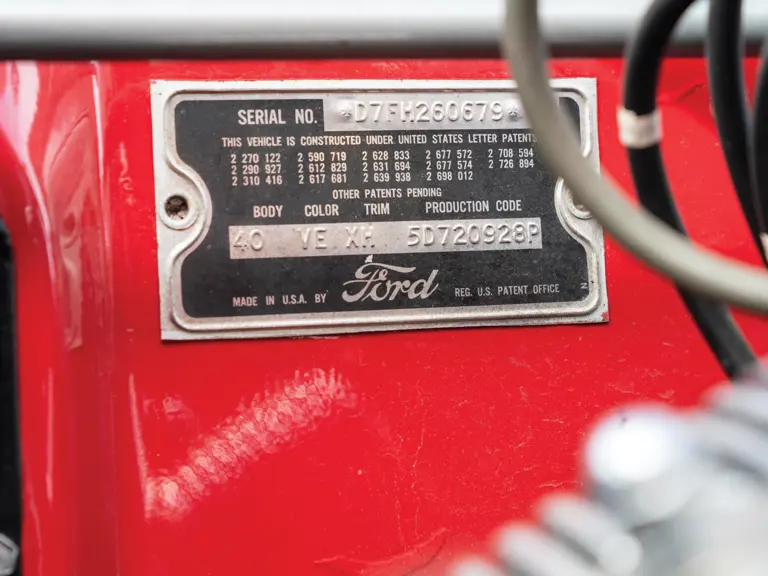 SERIAL NO. *D7FH260679*
THIS VEHICLE IS CONSTRUCTED UNDER UNITED STATES LETTER PATENTS
2 270 122 2 590 719 2 628 833 2 677 572 2 708 594
2 290 927 2 612 829 2 631 694 2 677 574 2 726 894
2 310 416 2 617 681 2 639 938 2 698 012
OTHER PATENTS PENDING
BODY COLOR TRIM PRODUCTION CODE
40 VE XH 5D720928P
MADE IN U.S.A. BY Ford REG. U.S. PATENT OFFICE
N